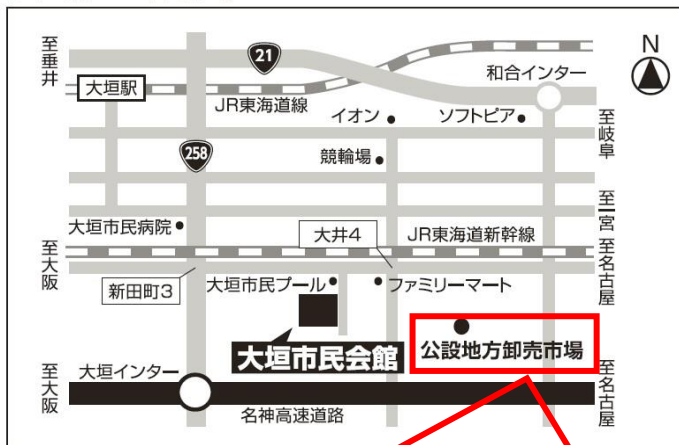 N
21
至垂井
大垣駅
和合インター
JR東海道線
イオン
ソフトピア
至岐阜
258
競輪場
至一宮
大垣市民病院
大井4
JR東海道新幹線
至大阪
至名古屋
新田町3
大垣市民プール
ファミリーマート
大垣市民会館
公設地方卸売市場
大垣インター
至大阪
名神高速道路
至名古屋